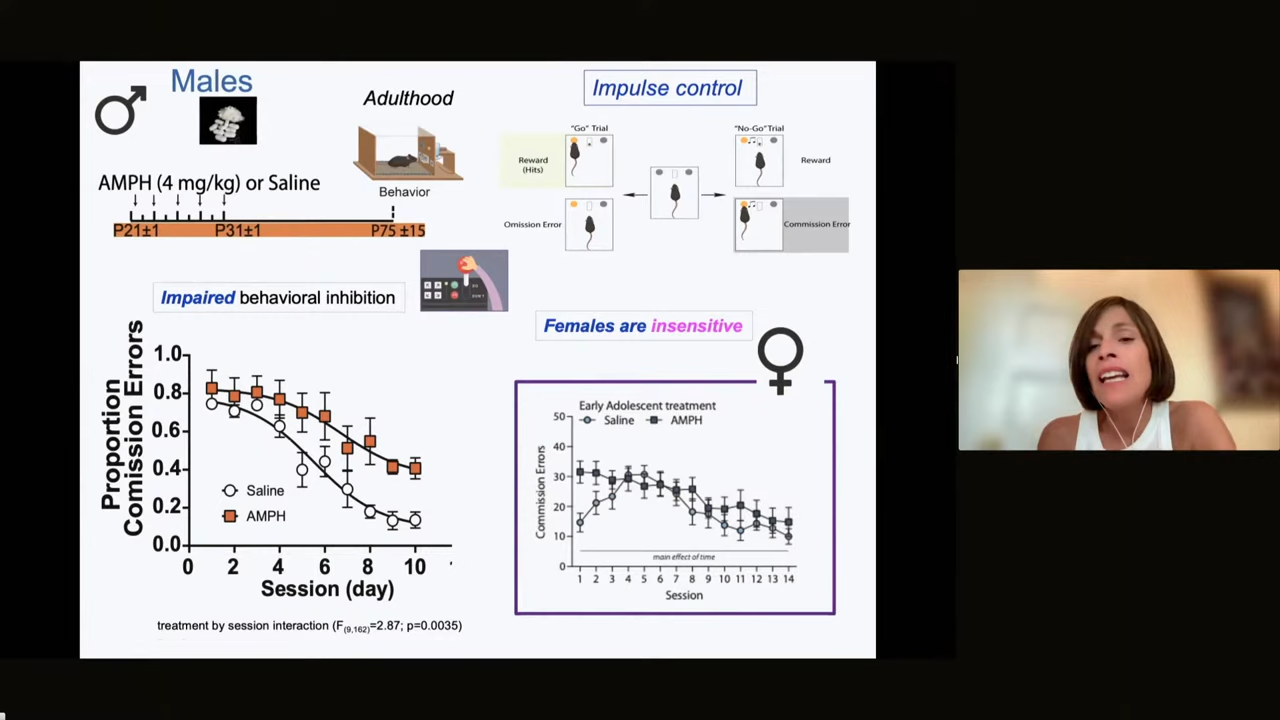 Males
Adulthood
Impulse control
"Go" Trial
"No-Go" Trial
Reward
(Hits)
Reward
Omission Error
Commission Error
AMPH (4 mg/kg) or Saline
Behavior
P21±1
P31±1
P75 ±15
Impaired behavioral inhibition
Females are insensitive
Proportion
Comission Errors
1.0
0.8
0.6
0.4
0.2
0.0
Saline
AMPH
0 2 4 6 8 10
Session (day)
treatment by session interaction (F(9,162)=2.87; p=0.0035)
Early Adolescent treatment
Saline AMPH
Commission Errors
50
40
30
20
10
0
main effect of time
1 2 3 4 5 6 7 8 9 10 11 12 13 14
Session